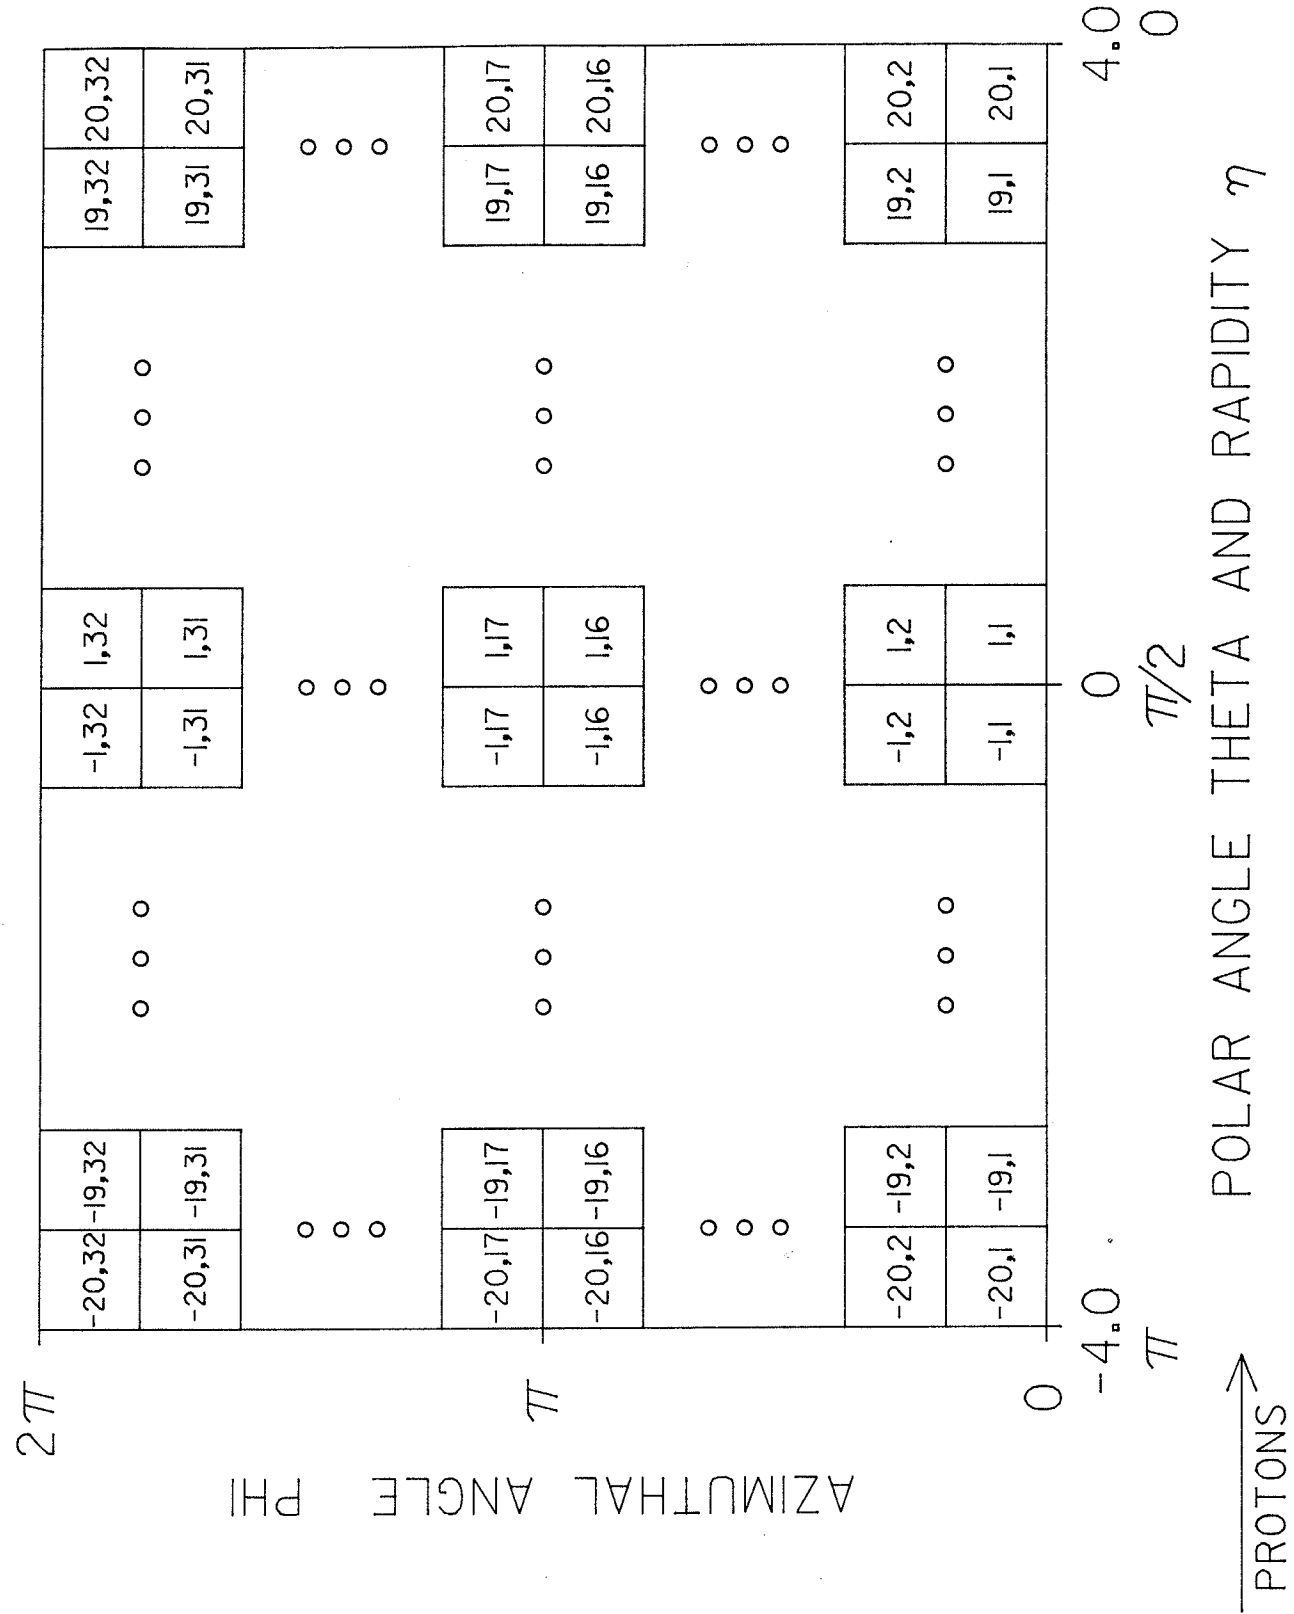 2π
-20,32 -19,32 -1,32 1,32 19,32 20,32
-20,31 -19,31 -1,31 1,31 19,31 20,31
π
-20,17 -19,17 -1,17 1,17 19,17 20,17
-20,16 -19,16 -1,16 1,16 19,16 20,16
-20,2 -19,2 -1,2 1,2 19,2 20,2
-20,1 -19,1 -1,1 1,1 19,1 20,1
0
-4.0 0 4.0
π π/2 0
AZIMUTHAL ANGLE PHI
POLAR ANGLE THETA AND RAPIDITY η
PROTONS